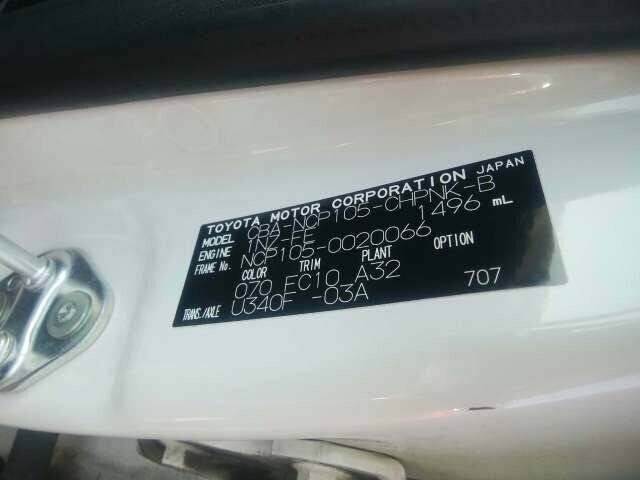 TOYOTA MOTOR CORPORATION JAPAN
MODEL CBA-NCP105-CHPNK-B
ENGINE 1NZ-FE 1496 mL
FRAME No. NCP105-0020066
COLOR TRIM PLANT OPTION
070 FC10 A32
TRANS./AXLE U340F -03A 707